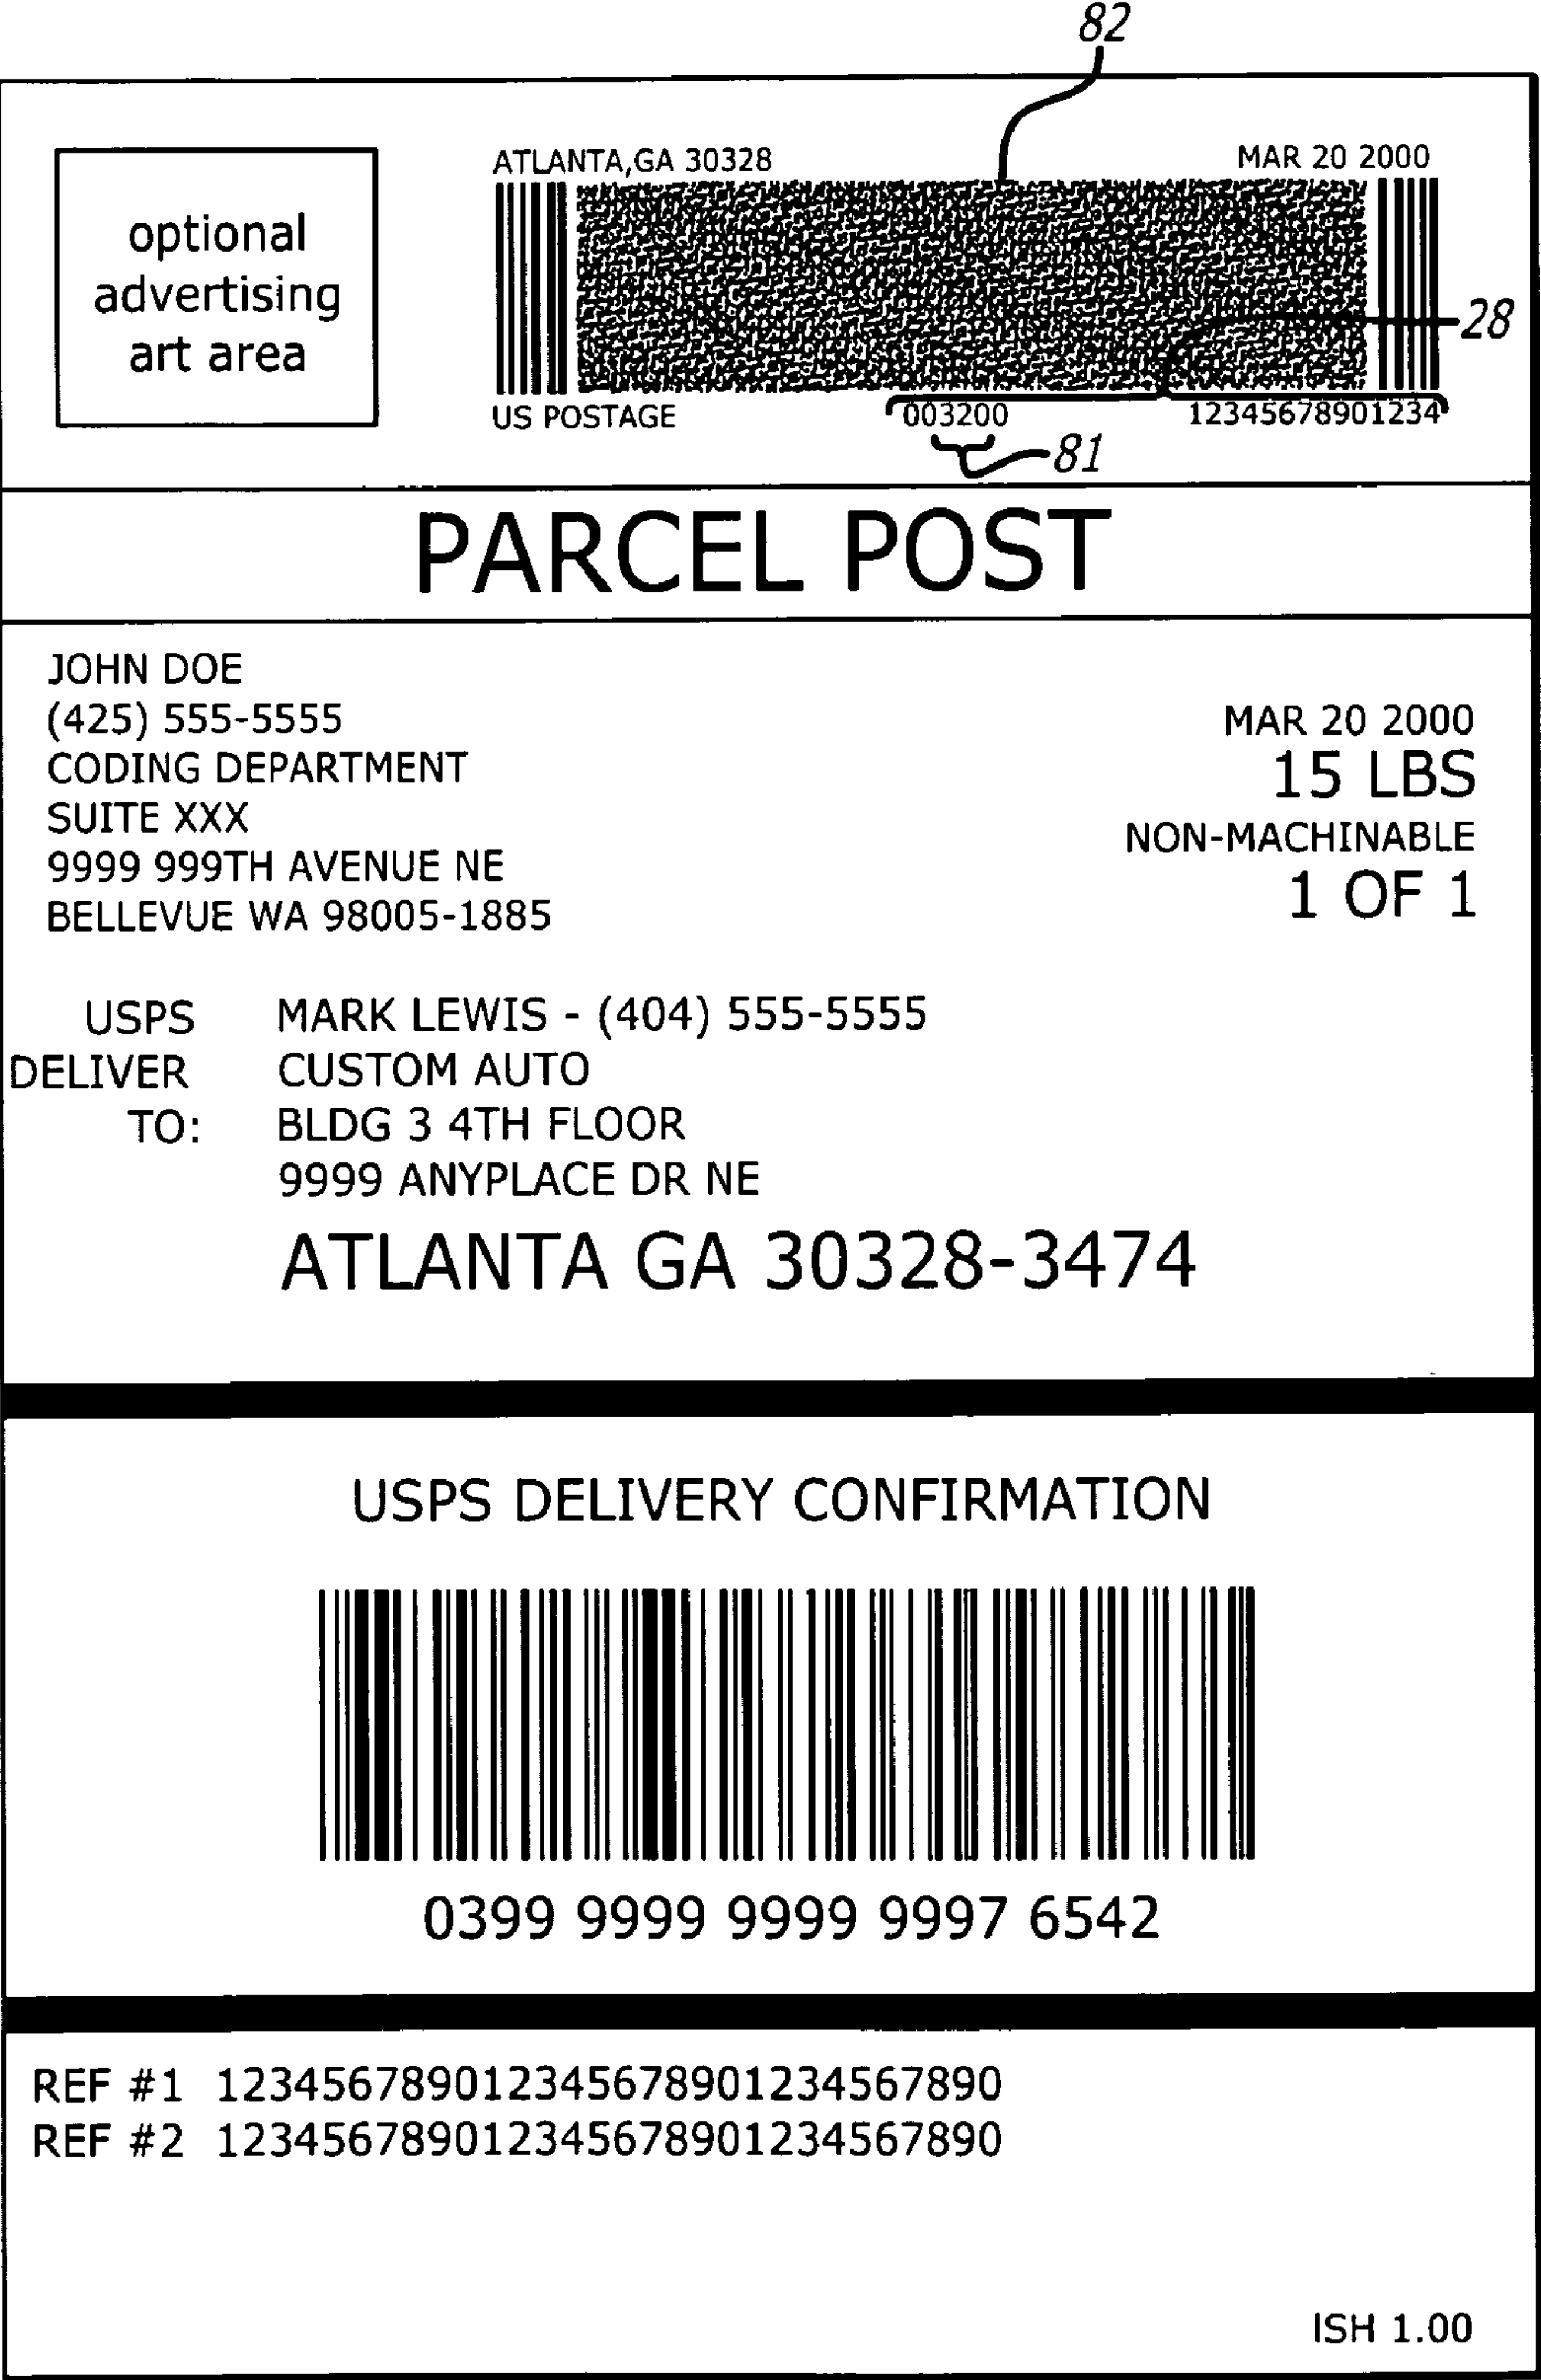 82
ATLANTA,GA 30328 MAR 20 2000
optional
advertising
art area
28
US POSTAGE 003200 12345678901234
81
PARCEL POST
JOHN DOE
(425) 555-5555
CODING DEPARTMENT
SUITE XXX
9999 999TH AVENUE NE
BELLEVUE WA 98005-1885
MAR 20 2000
15 LBS
NON-MACHINABLE
1 OF 1
USPS MARK LEWIS - (404) 555-5555
DELIVER CUSTOM AUTO
TO: BLDG 3 4TH FLOOR
9999 ANYPLACE DR NE
ATLANTA GA 30328-3474
USPS DELIVERY CONFIRMATION
0399 9999 9999 9997 6542
REF #1 123456789012345678901234567890
REF #2 123456789012345678901234567890
ISH 1.00